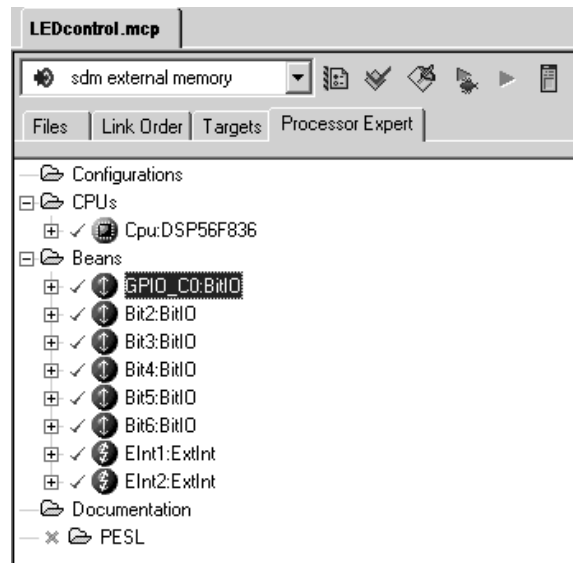 LEDcontrol.mcp
sdm external memory
Files Link Order Targets Processor Expert
Configurations
CPUs
Cpu:DSP56F836
Beans
GPIO_C0:BitIO
Bit2:BitIO
Bit3:BitIO
Bit4:BitIO
Bit5:BitIO
Bit6:BitIO
EInt1:ExtInt
EInt2:ExtInt
Documentation
PESL